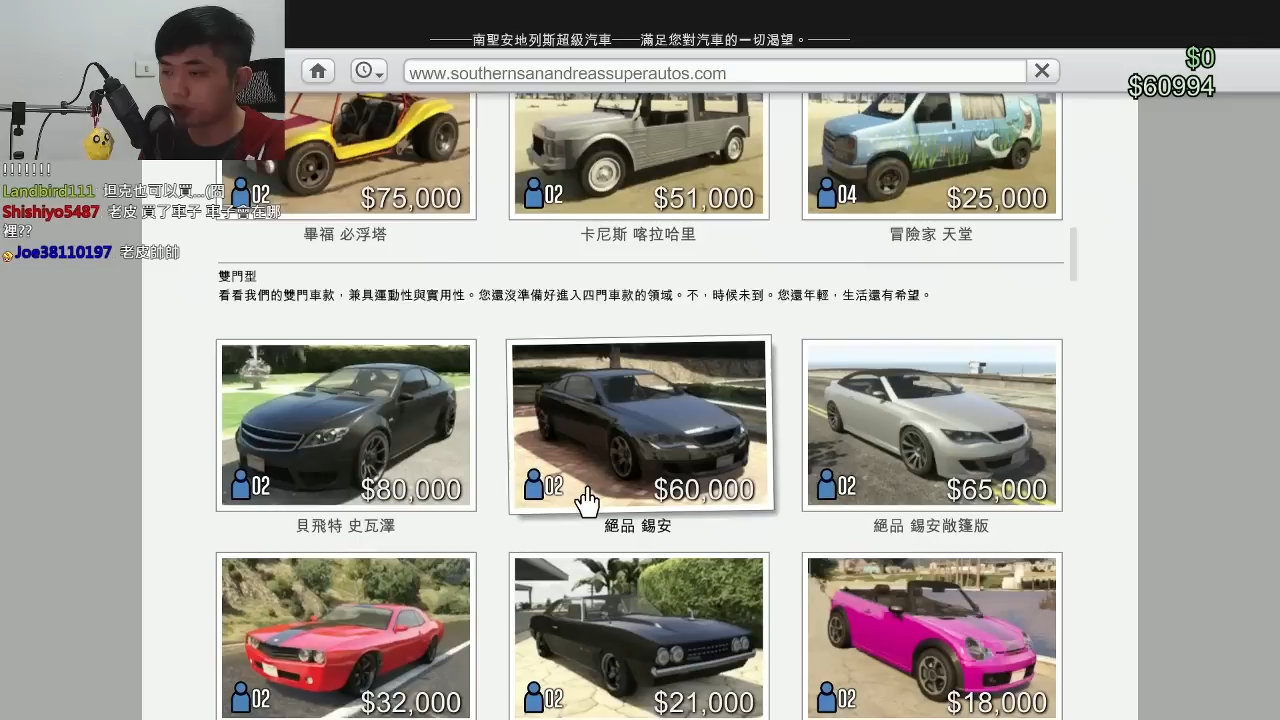 ———南聖安地列斯超級汽車——滿足您對汽車的一切渴望。———
www.southernsanandreassuperautos.com
$0
$60994
!!!!!!!
Landbird111 坦克也可以買...(囧
Shishiyo5487 老皮 買了車子 車子會在哪
裡??
Joe38110197 老皮帥帥
02 $75,000
02 $51,000
04 $25,000
畢福 必浮塔
卡尼斯 喀拉哈里
冒險家 天堂
雙門型
看看我們的雙門車款，兼具運動性與實用性。您還沒準備好進入四門車款的領域。不，時候未到。您還年輕，生活還有希望。
02 $80,000
02 $60,000
02 $65,000
貝飛特 史瓦澤
絕品 錫安
絕品 錫安敞篷版
02 $32,000
02 $21,000
02 $18,000